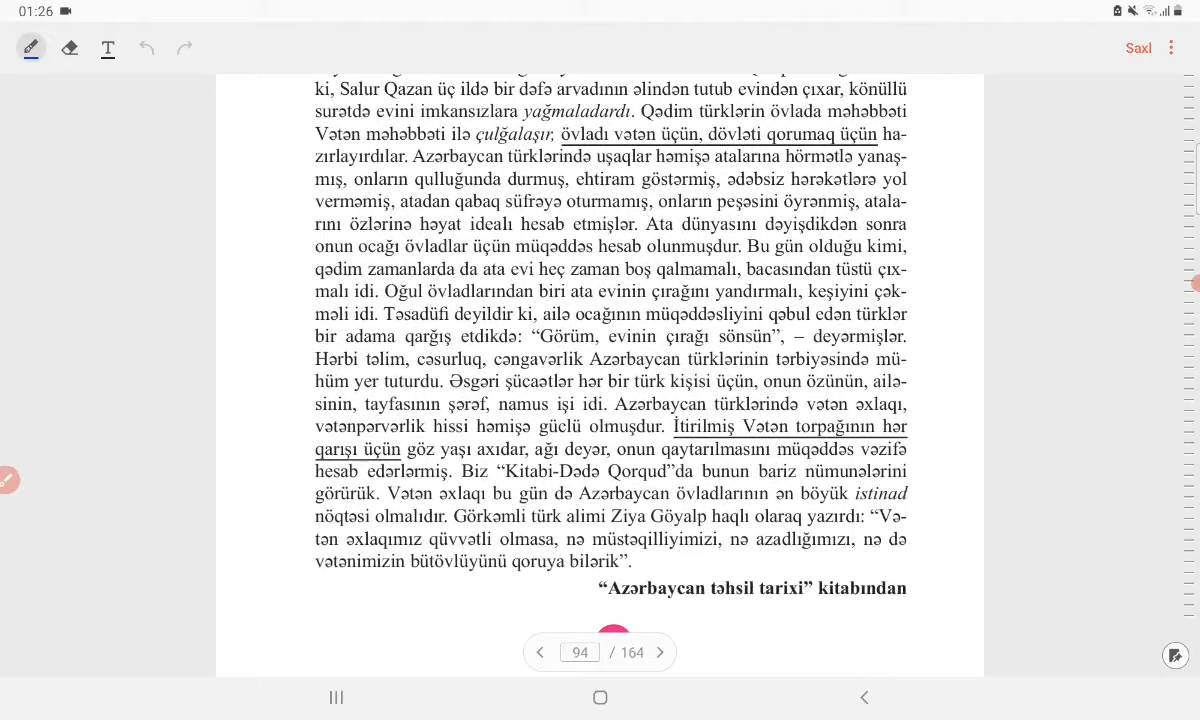 01:26
Saxl
ki, Salur Qazan üç ildə bir dəfə arvadının əlindən tutub evindən çıxar, könüllü
surətdə evini imkansızlara yağmaladardı. Qədim türklərin övlada məhəbbəti
Vətən məhəbbəti ilə çulğalaşır, övladı vətən üçün, dövləti qorumaq üçün ha-
zırlayırdılar. Azərbaycan türklərində uşaqlar həmişə atalarına hörmətlə yanaş-
mış, onların qulluğunda durmuş, ehtiram göstərmiş, ədəbsiz hərəkətlərə yol
verməmiş, atadan qabaq süfrəyə oturmamış, onların peşəsini öyrənmiş, atala-
rını özlərinə həyat idealı hesab etmişlər. Ata dünyasını dəyişdikdən sonra
onun ocağı övladlar üçün müqəddəs hesab olunmuşdur. Bu gün olduğu kimi,
qədim zamanlarda da ata evi heç zaman boş qalmamalı, bacasından tüstü çıx-
malı idi. Oğul övladlarından biri ata evinin çırağını yandırmalı, keşiyini çək-
məli idi. Təsadüfi deyildir ki, ailə ocağının müqəddəsliyini qəbul edən türklər
bir adama qarğış etdikdə: “Görüm, evinin çırağı sönsün”, – deyərmişlər.
Hərbi təlim, cəsurluq, cəngavərlik Azərbaycan türklərinin tərbiyəsində mü-
hüm yer tuturdu. Əsgəri şücaətlər hər bir türk kişisi üçün, onun özünün, ailə-
sinin, tayfasının şərəf, namus işi idi. Azərbaycan türklərində vətən əxlaqı,
vətənpərvərlik hissi həmişə güclü olmuşdur. İtirilmiş Vətən torpağının hər
qarışı üçün göz yaşı axıdar, ağı deyər, onun qaytarılmasını müqəddəs vəzifə
hesab edərlərmiş. Biz “Kitabi-Dədə Qorqud”da bunun bariz nümunələrini
görürük. Vətən əxlaqı bu gün də Azərbaycan övladlarının ən böyük istinad
nöqtəsi olmalıdır. Görkəmli türk alimi Ziya Göyalp haqlı olaraq yazırdı: “Və-
tən əxlaqımız qüvvətli olmasa, nə müstəqilliyimizi, nə azadlığımızı, nə də
vətənimizin bütövlüyünü qoruya bilərik”.
“Azərbaycan təhsil tarixi” kitabından
94 / 164